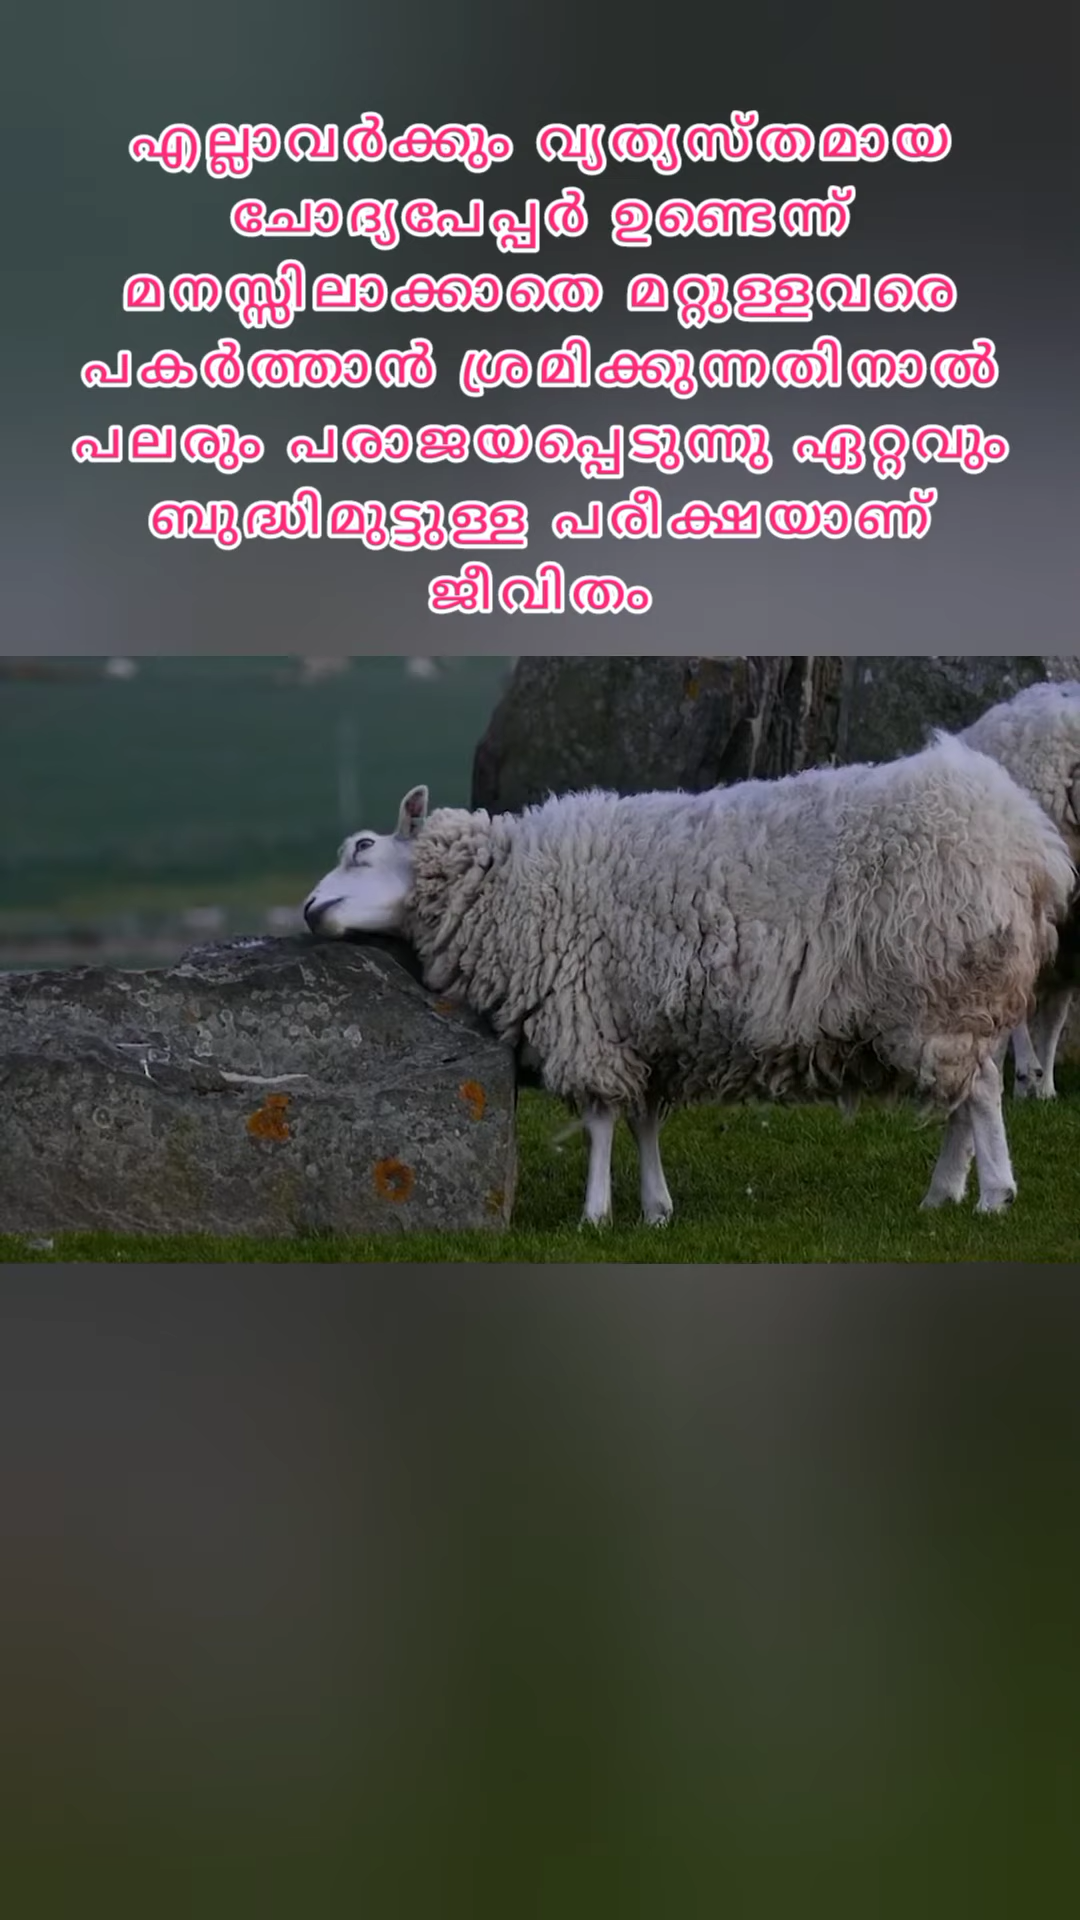 എല്ലാവർക്കും വ്യത്യസ്തമായ
ചോദ്യപേപ്പർ ഉണ്ടെന്ന്
മനസ്സിലാക്കാതെ മറ്റുള്ളവരെ
പകർത്താൻ ശ്രമിക്കുന്നതിനാൽ
പലരും പരാജയപ്പെടുന്നു ഏറ്റവും
ബുദ്ധിമുട്ടുള്ള പരീക്ഷയാണ്
ജീവിതം